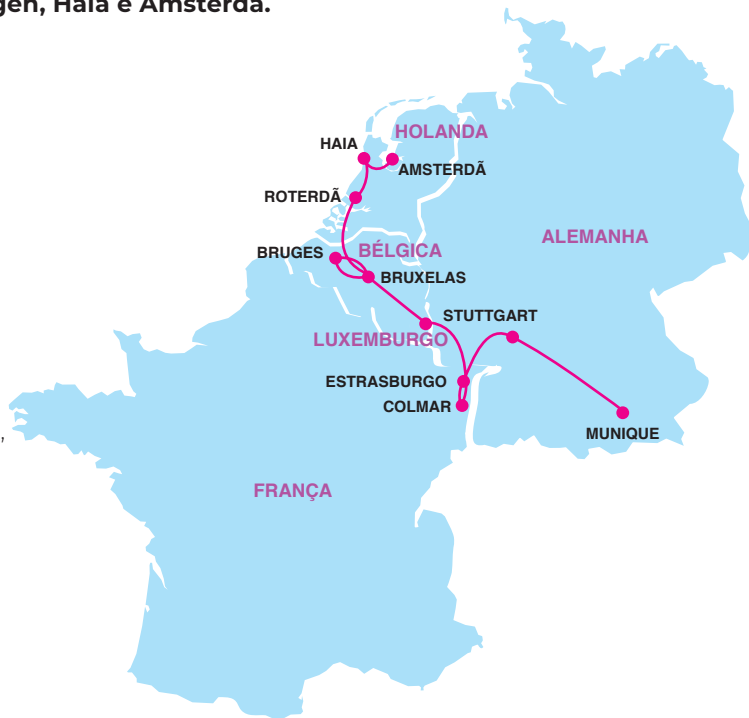 gen, Haia e Amsterdã.
HOLANDA
HAIA
AMSTERDÃ
ROTERDÃ
ALEMANHA
BRUGES
BÉLGICA
BRUXELAS
STUTTGART
LUXEMBURGO
ESTRASBURGO
COLMAR
MUNIQUE
,
FRANÇA